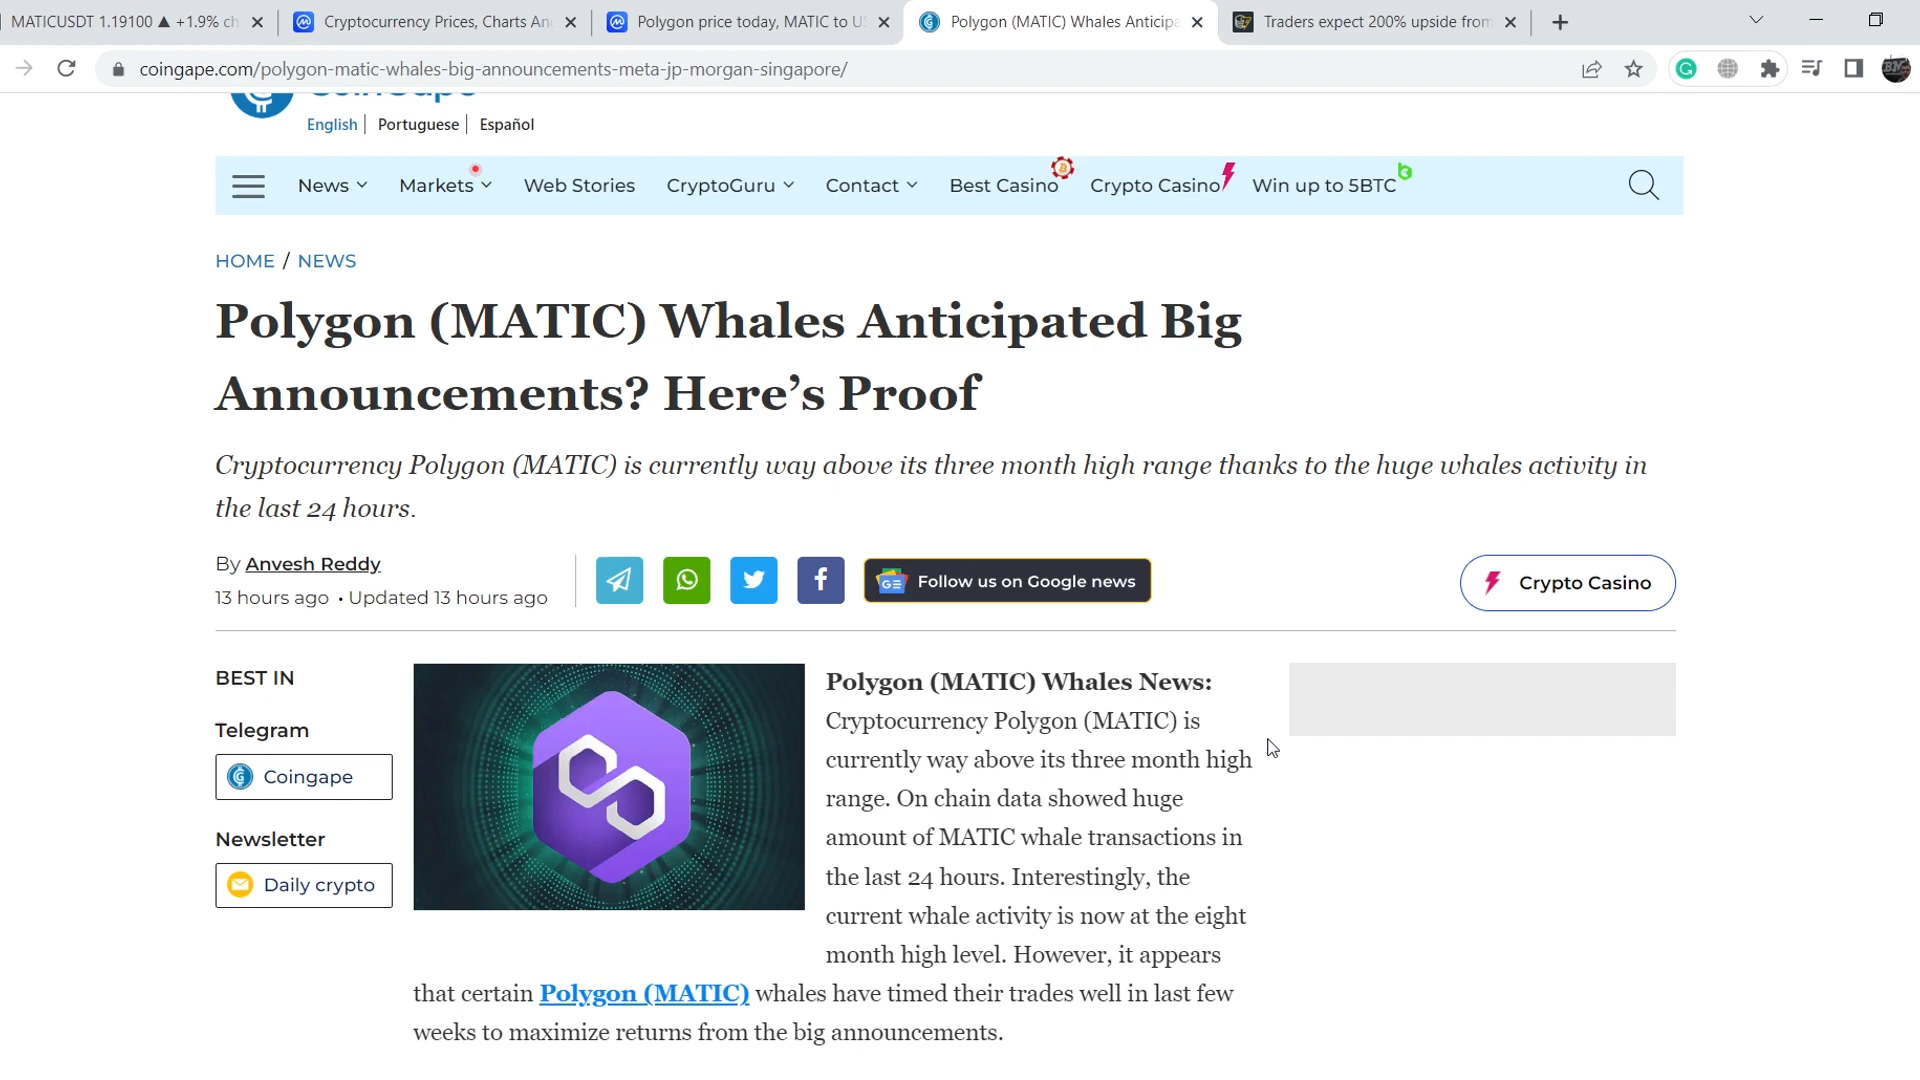 MATICUSDT 1.19100 ▲ +1.9% ch
Cryptocurrency Prices, Charts An
Polygon price today, MATIC to US
Polygon (MATIC) Whales Anticipa
Traders expect 200% upside from
coingape.com/polygon-matic-whales-big-announcements-meta-jp-morgan-singapore/
English | Portuguese | Español
News Markets Web Stories CryptoGuru Contact Best Casino Crypto Casino Win up to 5BTC
HOME / NEWS
Polygon (MATIC) Whales Anticipated Big
Announcements? Here’s Proof
Cryptocurrency Polygon (MATIC) is currently way above its three month high range thanks to the huge whales activity in
the last 24 hours.
By Anvesh Reddy
13 hours ago • Updated 13 hours ago
Follow us on Google news
Crypto Casino
BEST IN
Telegram
Coingape
Newsletter
Daily crypto
Polygon (MATIC) Whales News:
Cryptocurrency Polygon (MATIC) is
currently way above its three month high
range. On chain data showed huge
amount of MATIC whale transactions in
the last 24 hours. Interestingly, the
current whale activity is now at the eight
month high level. However, it appears
that certain Polygon (MATIC) whales have timed their trades well in last few
weeks to maximize returns from the big announcements.